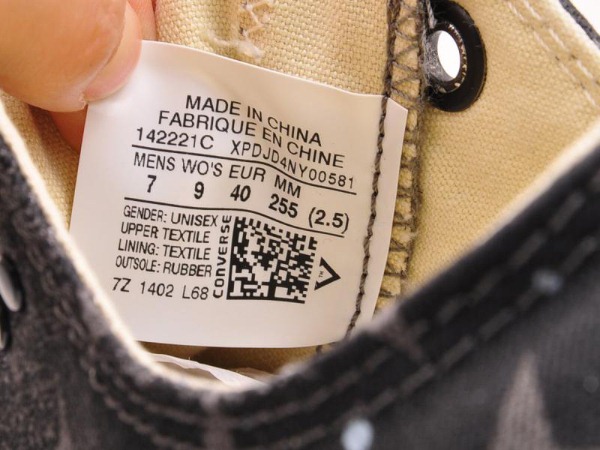 MADE IN CHINA
FABRIQUE EN CHINE
142221C XPDJD4NY00581
MENS WO'S EUR MM
7 9 40 255 (2.5)
GENDER: UNISEX
UPPER: TEXTILE
LINING: TEXTILE
OUTSOLE: RUBBER
CONVERSE
7Z 1402 L68